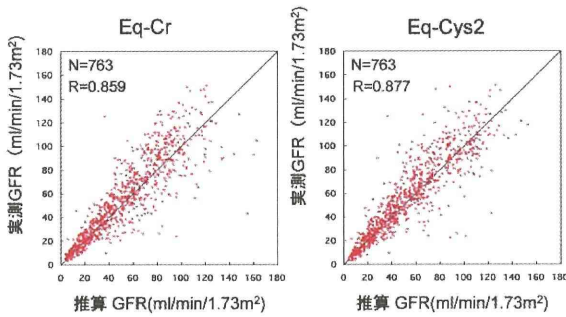 Eq-Cr
N=763
R=0.859
180
160
140
120
100
80
60
40
20
0
0 20 40 60 80 100 120 140 160 180
実測GFR (ml/min/1.73m²)
推算 GFR(ml/min/1.73m²)
Eq-Cys2
N=763
R=0.877
180
160
140
120
100
80
60
40
20
0
0 20 40 60 80 100 120 140 160 180
実測GFR (ml/min/1.73m²)
推算 GFR(ml/min/1.73m²)